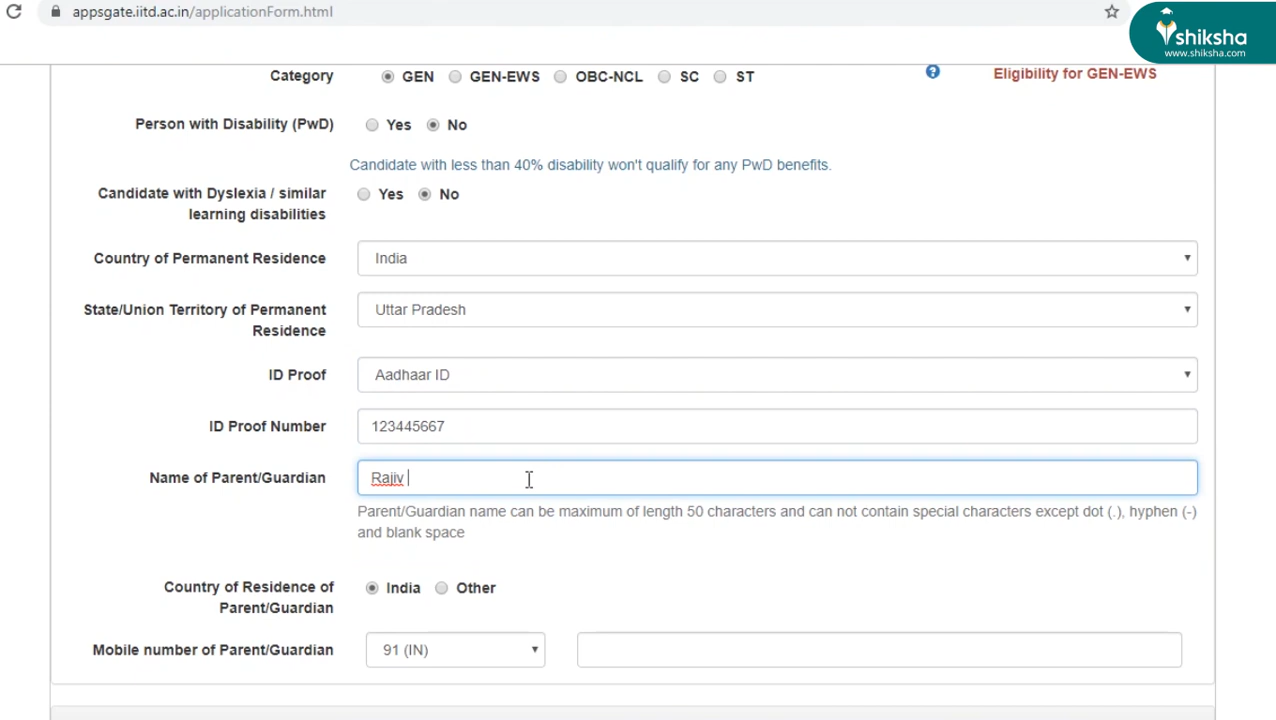 appsgate.iitd.ac.in/applicationForm.html
shiksha
www.shiksha.com
Category GEN GEN-EWS OBC-NCL SC ST ? Eligibility for GEN-EWS
Person with Disability (PwD) Yes No
Candidate with less than 40% disability won't qualify for any PwD benefits.
Candidate with Dyslexia / similar
learning disabilities
Yes No
Country of Permanent Residence India
State/Union Territory of Permanent
Residence
Uttar Pradesh
ID Proof Aadhaar ID
ID Proof Number 123445667
Name of Parent/Guardian Rajiv
Parent/Guardian name can be maximum of length 50 characters and can not contain special characters except dot (.), hyphen (-)
and blank space
Country of Residence of
Parent/Guardian
India Other
Mobile number of Parent/Guardian 91 (IN)